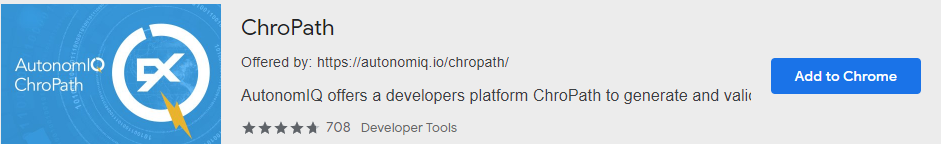 AutonomIQ
ChroPath
ChroPath
Offered by: https://autonomiq.io/chropath/
AutonomIQ offers a developers platform ChroPath to generate and valid
708 Developer Tools
Add to Chrome